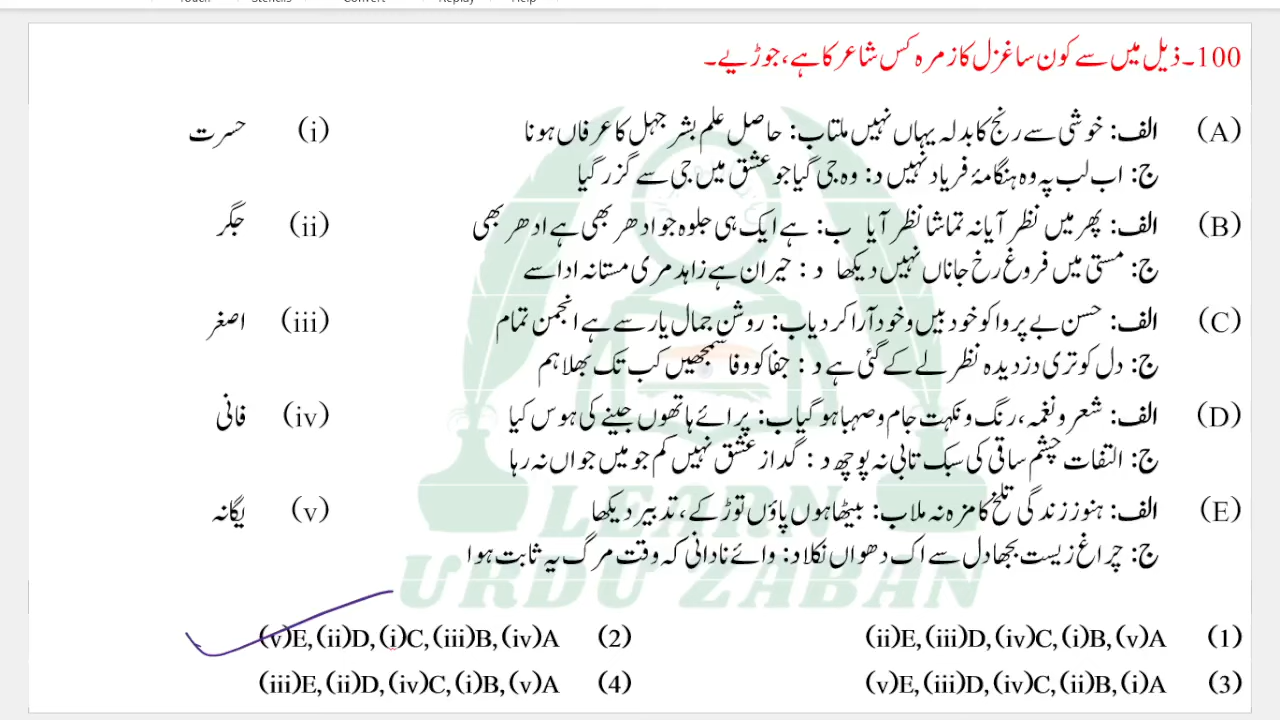 Touch Stencils Convert Replay Help
100۔ ذیل میں سے کون سا غزل کا زمرہ کس شاعر کا ہے، جوڑیے۔
(A) الف: خوشی سے رنج کا بدلہ یہاں نہیں ملتا ب: حاصل علم بشر جہل کا عرفاں ہونا (i) حسرت
ج: اب لب پہ وہ ہنگامۂ فریاد نہیں د: وہ جی گیا جو عشق میں جی سے گزر گیا
(B) الف: پھر میں نظر آیا نہ تماشا نظر آیا ب: ہے ایک ہی جلوہ جو ادھر بھی ہے ادھر بھی (ii) جگر
ج: مستی میں فروغ رخ جاناں نہیں دیکھا د: حیران ہے زاہد مری مستانہ ادا سے
(C) الف: حسن بے پروا کو خود بیں و خود آرا کر دیا ب: روشن جمال یار سے ہے انجمن تمام (iii) اصغر
ج: دل کو تری دزدیدہ نظر لے کے گئی ہے د: جفا کو وفا سمجھیں کب تک بھلا ہم
(D) الف: شعر و نغمہ، رنگ و نکہت جام و صہبا ہو گیا ب: پرائے ہاتھوں جینے کی ہوس کیا (iv) فانی
ج: التفات چشم ساقی کی سبک تابی نہ پوچھ د: گداز عشق نہیں کم جو میں جواں نہ رہا
(E) الف: ہنوز زندگی تلخ کا مزہ نہ ملا ب: بیٹھا ہوں پاؤں توڑ کے، تدبیر دیکھا (v) یگانہ
ج: چراغ زیست بجھا دل سے اک دھواں نکلا د: وائے نادانی کہ وقت مرگ یہ ثابت ہوا
LEARN
URDU ZABAN
(1) (ii)E, (iii)D, (iv)C, (i)B, (v)A (2) (v)E, (ii)D, (i)C, (iii)B, (iv)A
(3) (v)E, (iii)D, (iv)C, (ii)B, (i)A (4) (iii)E, (ii)D, (iv)C, (i)B, (v)A